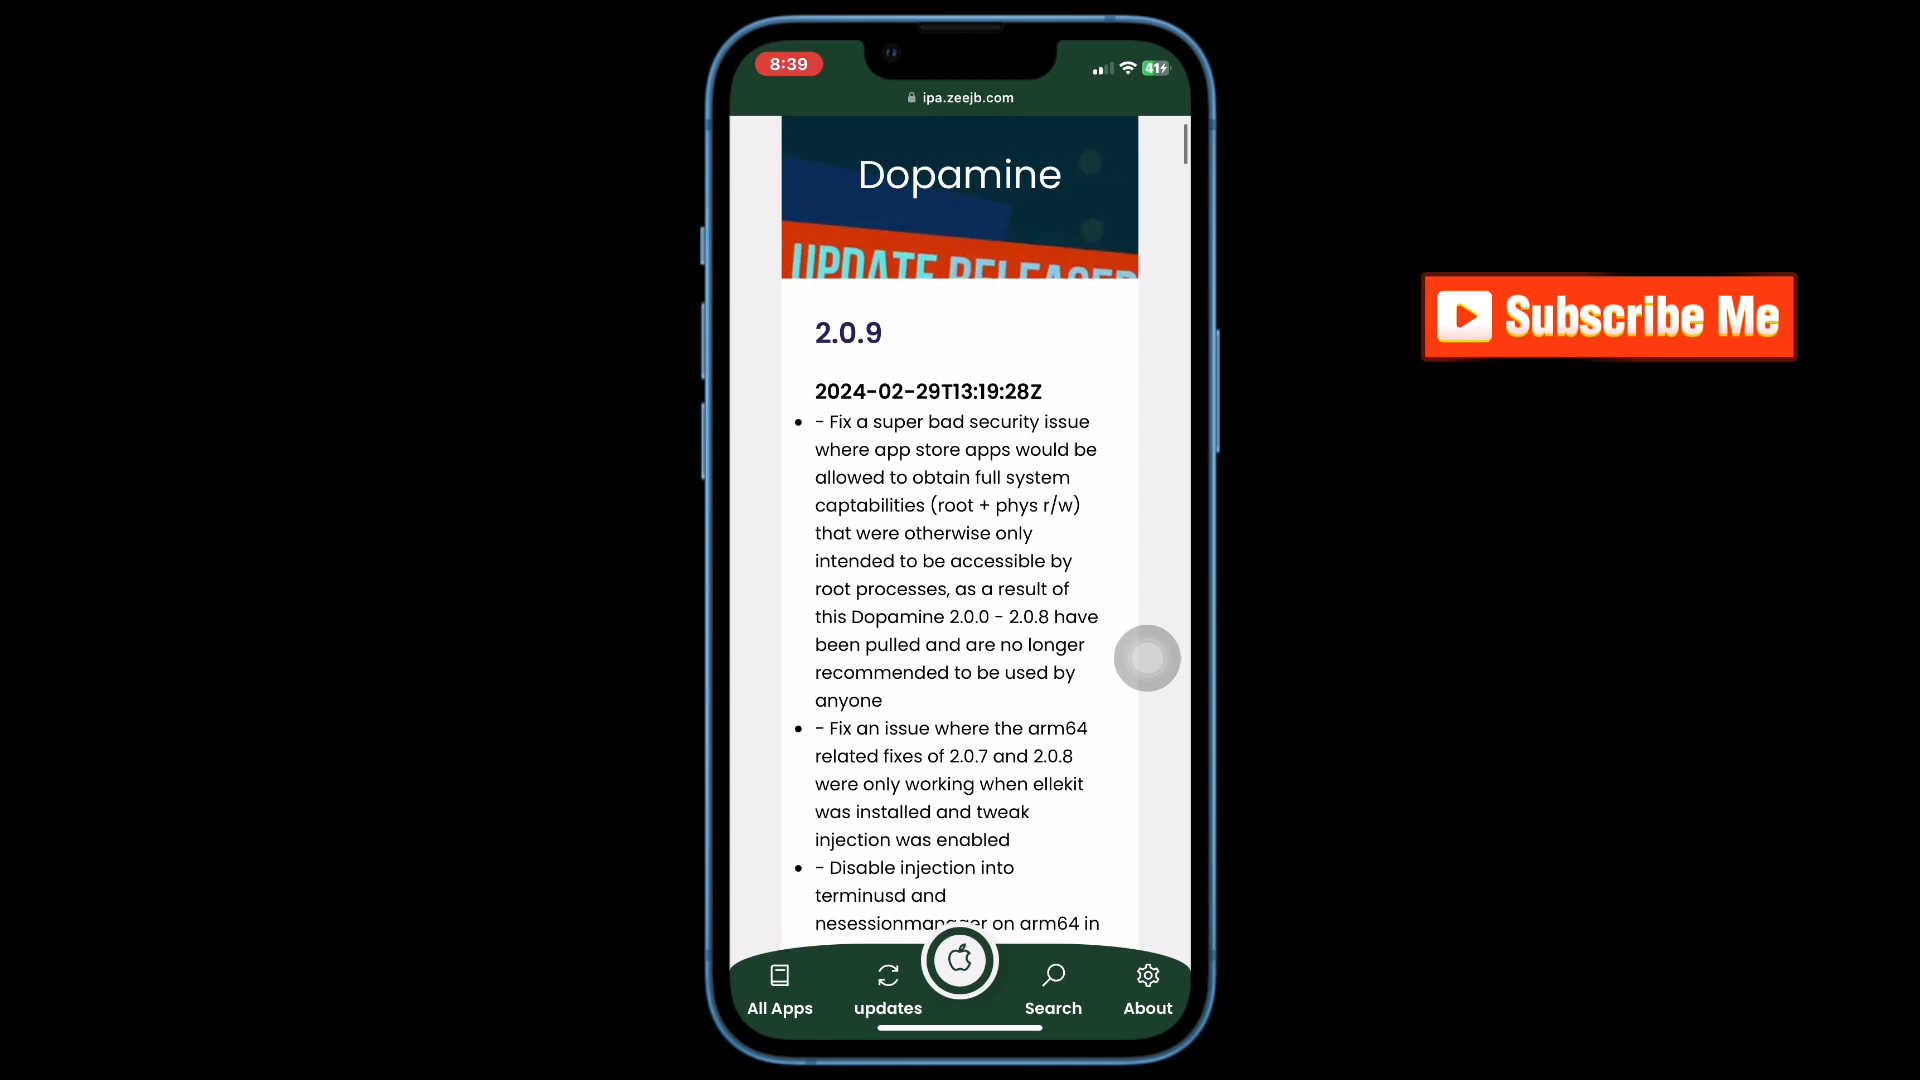 8:39
41
ipa.zeejb.com
Dopamine
UPDATE RELEASED
2.0.9
2024-02-29T13:19:28Z
- Fix a super bad security issue
where app store apps would be
allowed to obtain full system
captabilities (root + phys r/w)
that were otherwise only
intended to be accessible by
root processes, as a result of
this Dopamine 2.0.0 - 2.0.8 have
been pulled and are no longer
recommended to be used by
anyone
- Fix an issue where the arm64
related fixes of 2.0.7 and 2.0.8
were only working when ellekit
was installed and tweak
injection was enabled
- Disable injection into
terminusd and
nesessionmanager on arm64 in
All Apps
updates
Search
About
Subscribe Me